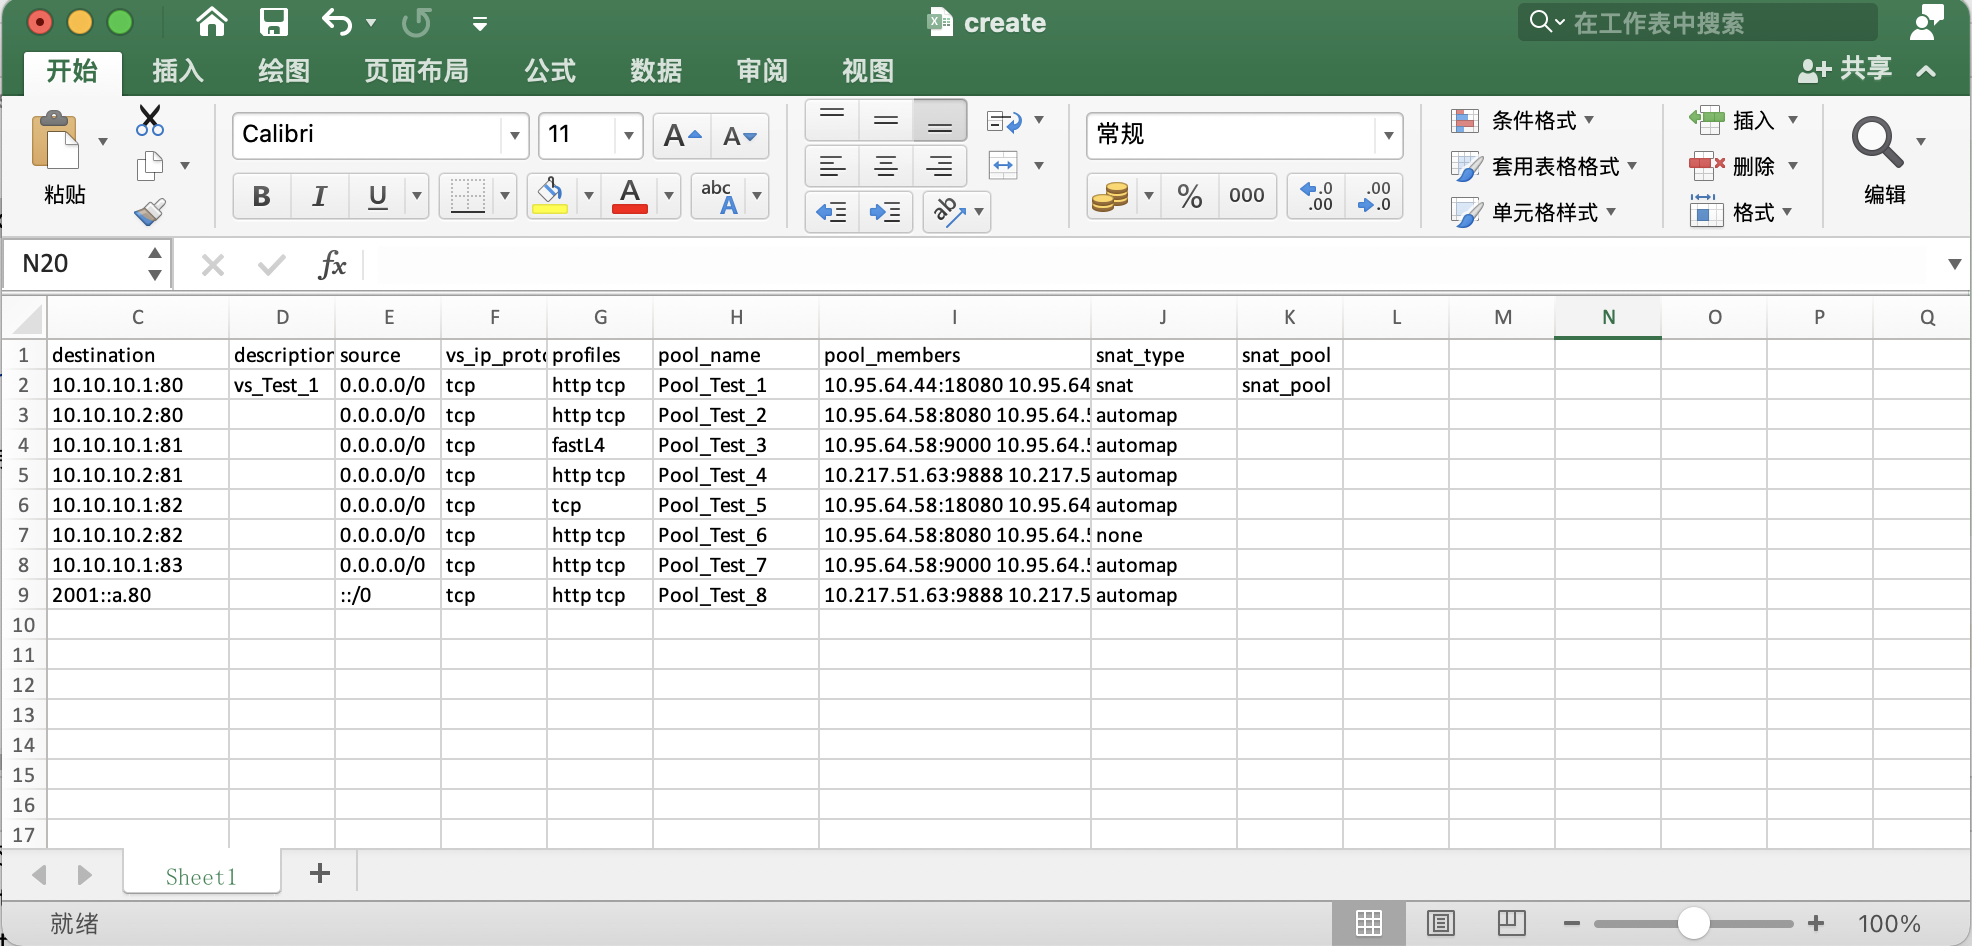 create
在工作表中搜索
开始 插入 绘图 页面布局 公式 数据 审阅 视图 共享
粘贴
Calibri 11
常规
条件格式
套用表格格式
单元格样式
插入
删除
格式
编辑
N20
fx
C D E F G H I J K L M N O P Q
1 destination description source vs_ip_proto profiles pool_name pool_members snat_type snat_pool
2 10.10.10.1:80 vs_Test_1 0.0.0.0/0 tcp http tcp Pool_Test_1 10.95.64.44:18080 10.95.64 snat snat_pool
3 10.10.10.2:80 0.0.0.0/0 tcp http tcp Pool_Test_2 10.95.64.58:8080 10.95.64. automap
4 10.10.10.1:81 0.0.0.0/0 tcp fastL4 Pool_Test_3 10.95.64.58:9000 10.95.64. automap
5 10.10.10.2:81 0.0.0.0/0 tcp http tcp Pool_Test_4 10.217.51.63:9888 10.217.5 automap
6 10.10.10.1:82 0.0.0.0/0 tcp tcp Pool_Test_5 10.95.64.58:18080 10.95.64 automap
7 10.10.10.2:82 0.0.0.0/0 tcp http tcp Pool_Test_6 10.95.64.58:8080 10.95.64. none
8 10.10.10.1:83 0.0.0.0/0 tcp http tcp Pool_Test_7 10.95.64.58:9000 10.95.64. automap
9 2001::a.80 ::/0 tcp http tcp Pool_Test_8 10.217.51.63:9888 10.217.5 automap
10
11
12
13
14
15
16
17
Sheet1
就绪
100%